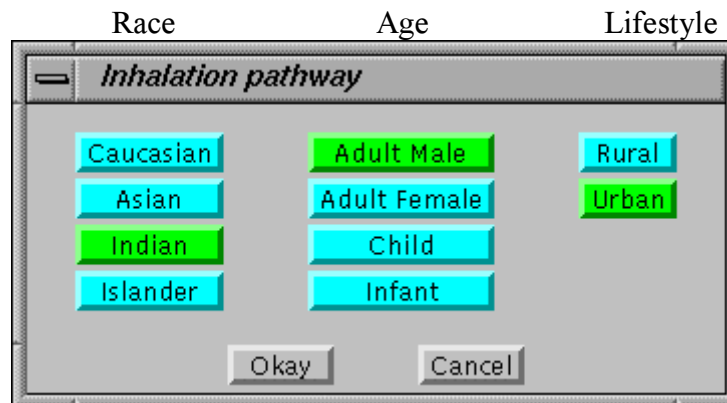 Race Age Lifestyle
Inhalation pathway
Caucasian Adult Male Rural
Asian Adult Female Urban
Indian Child
Islander Infant
Okay Cancel